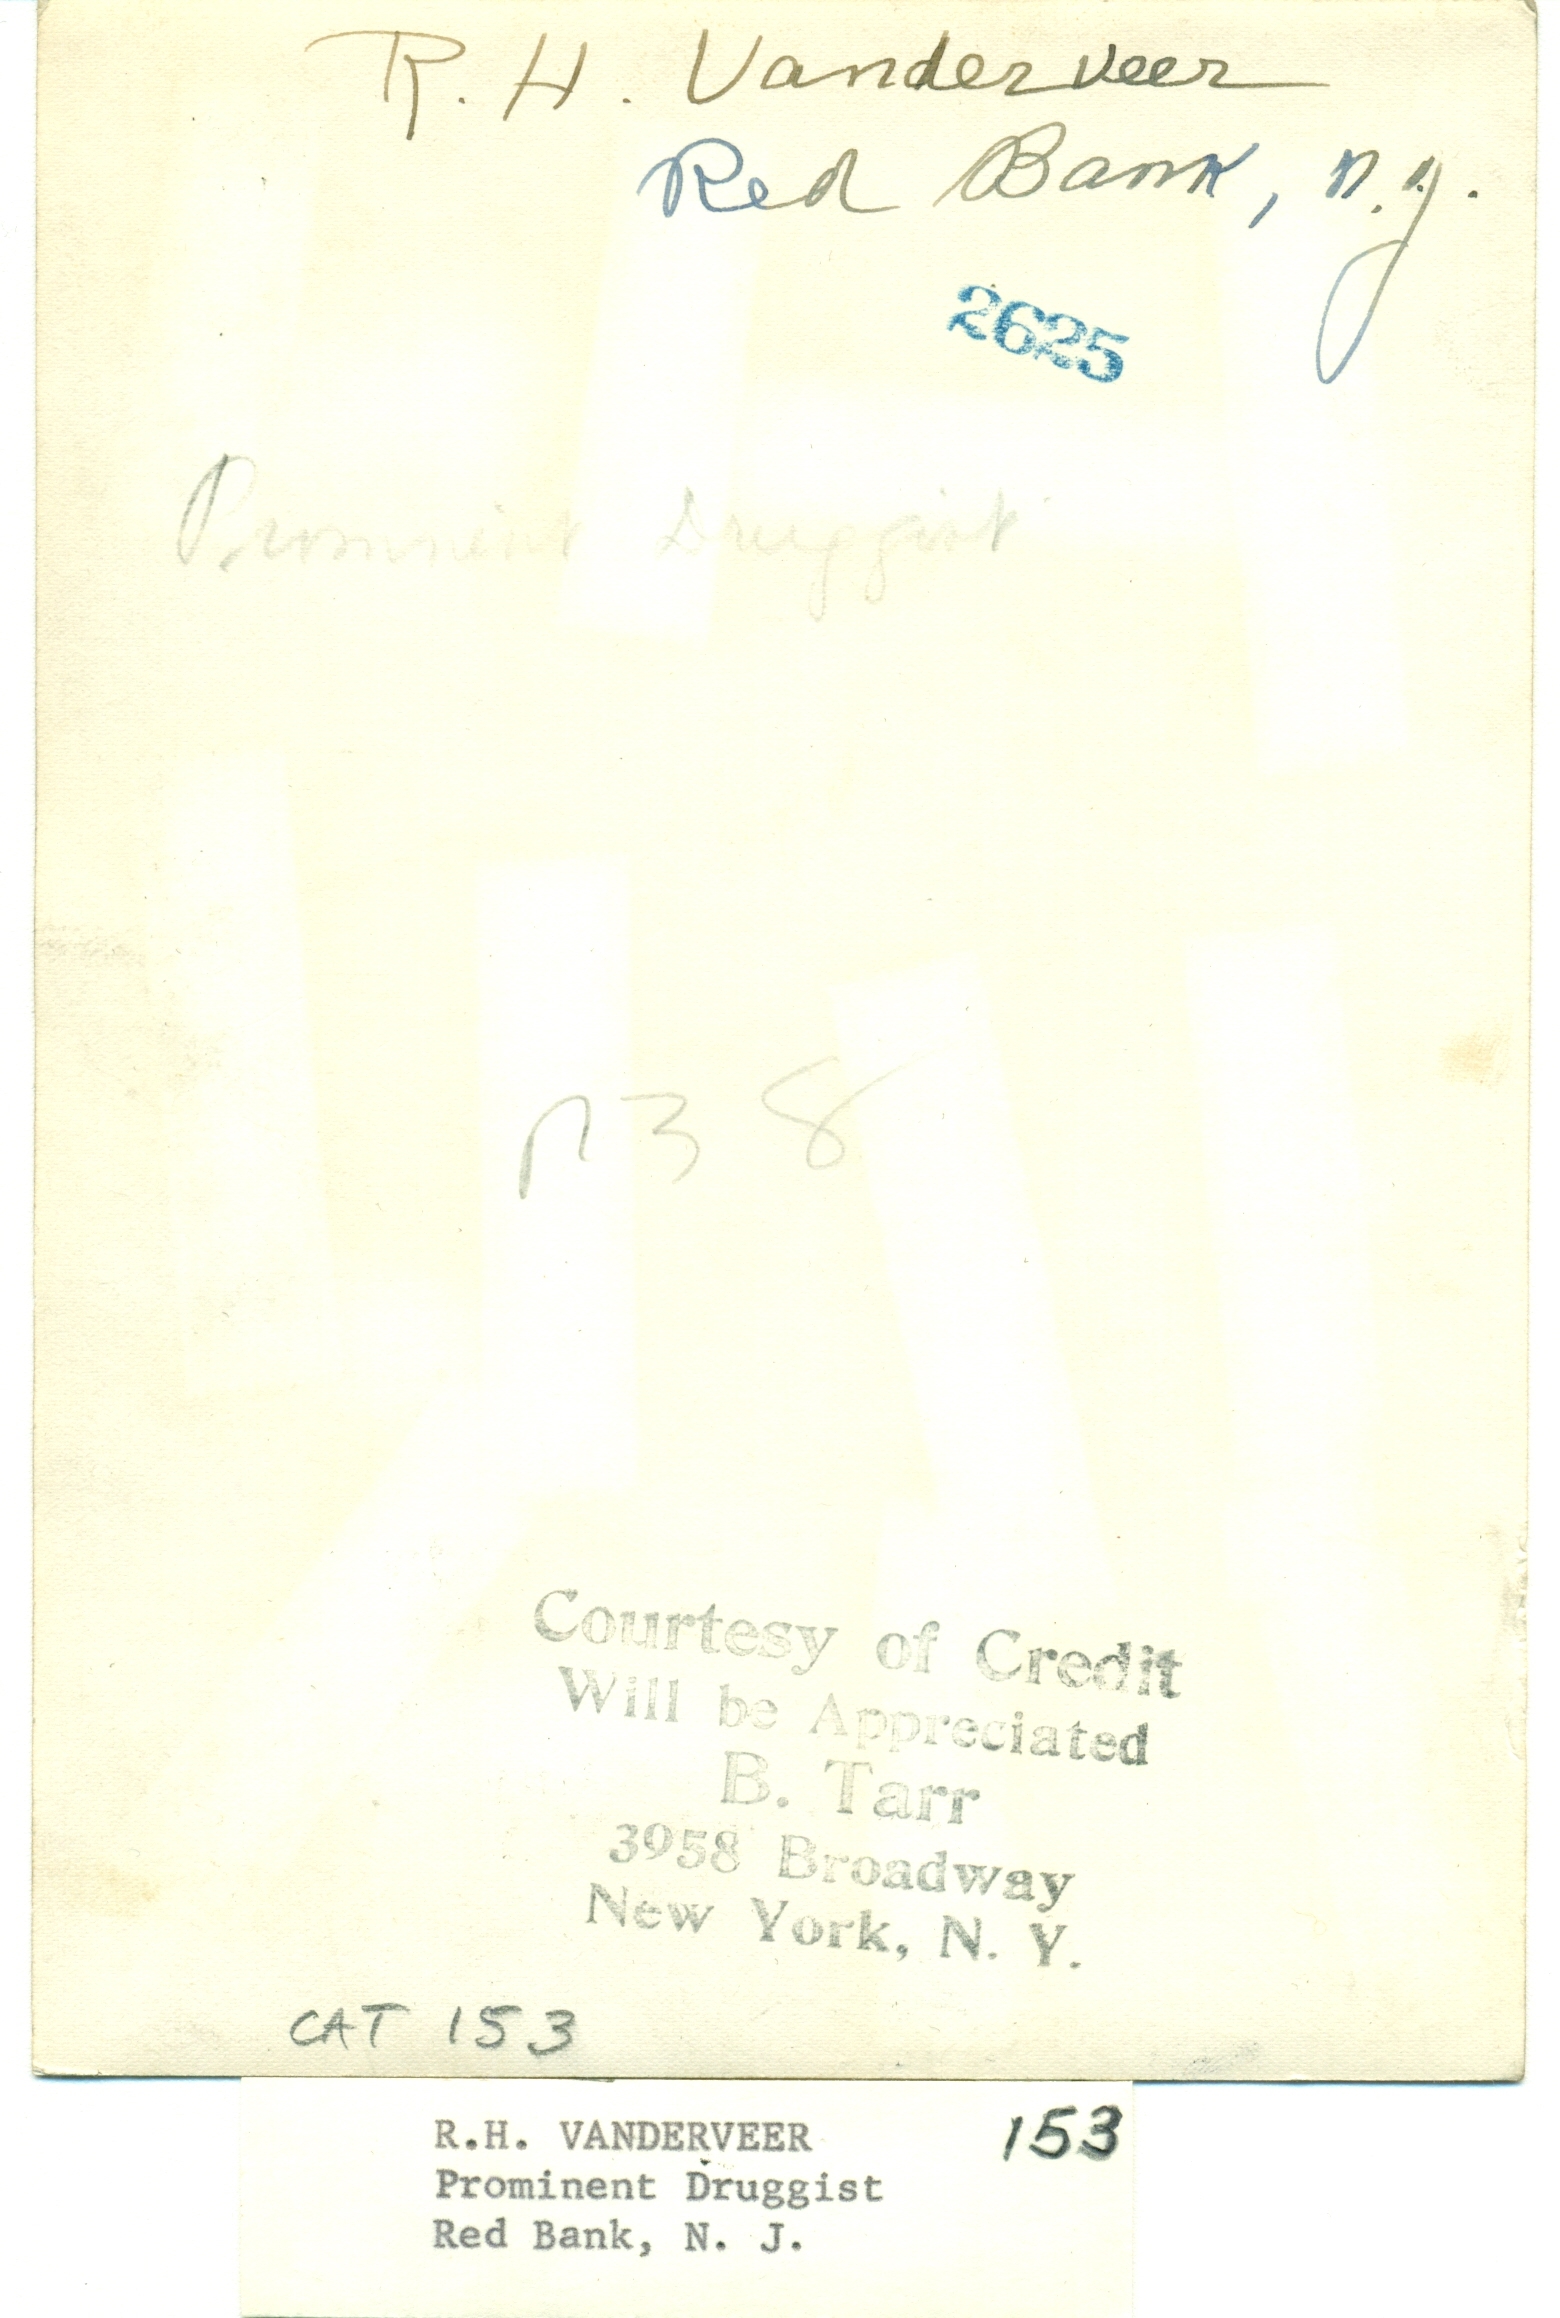 R. H. Vanderveer
Red Bank, n.j.
2625
Prominent Druggist
P38
Courtesy of Credit
Will be Appreciated
B. Tarr
3958 Broadway
New York, N. Y.
CAT 153
R.H. VANDERVEER 153
Prominent Druggist
Red Bank, N. J.